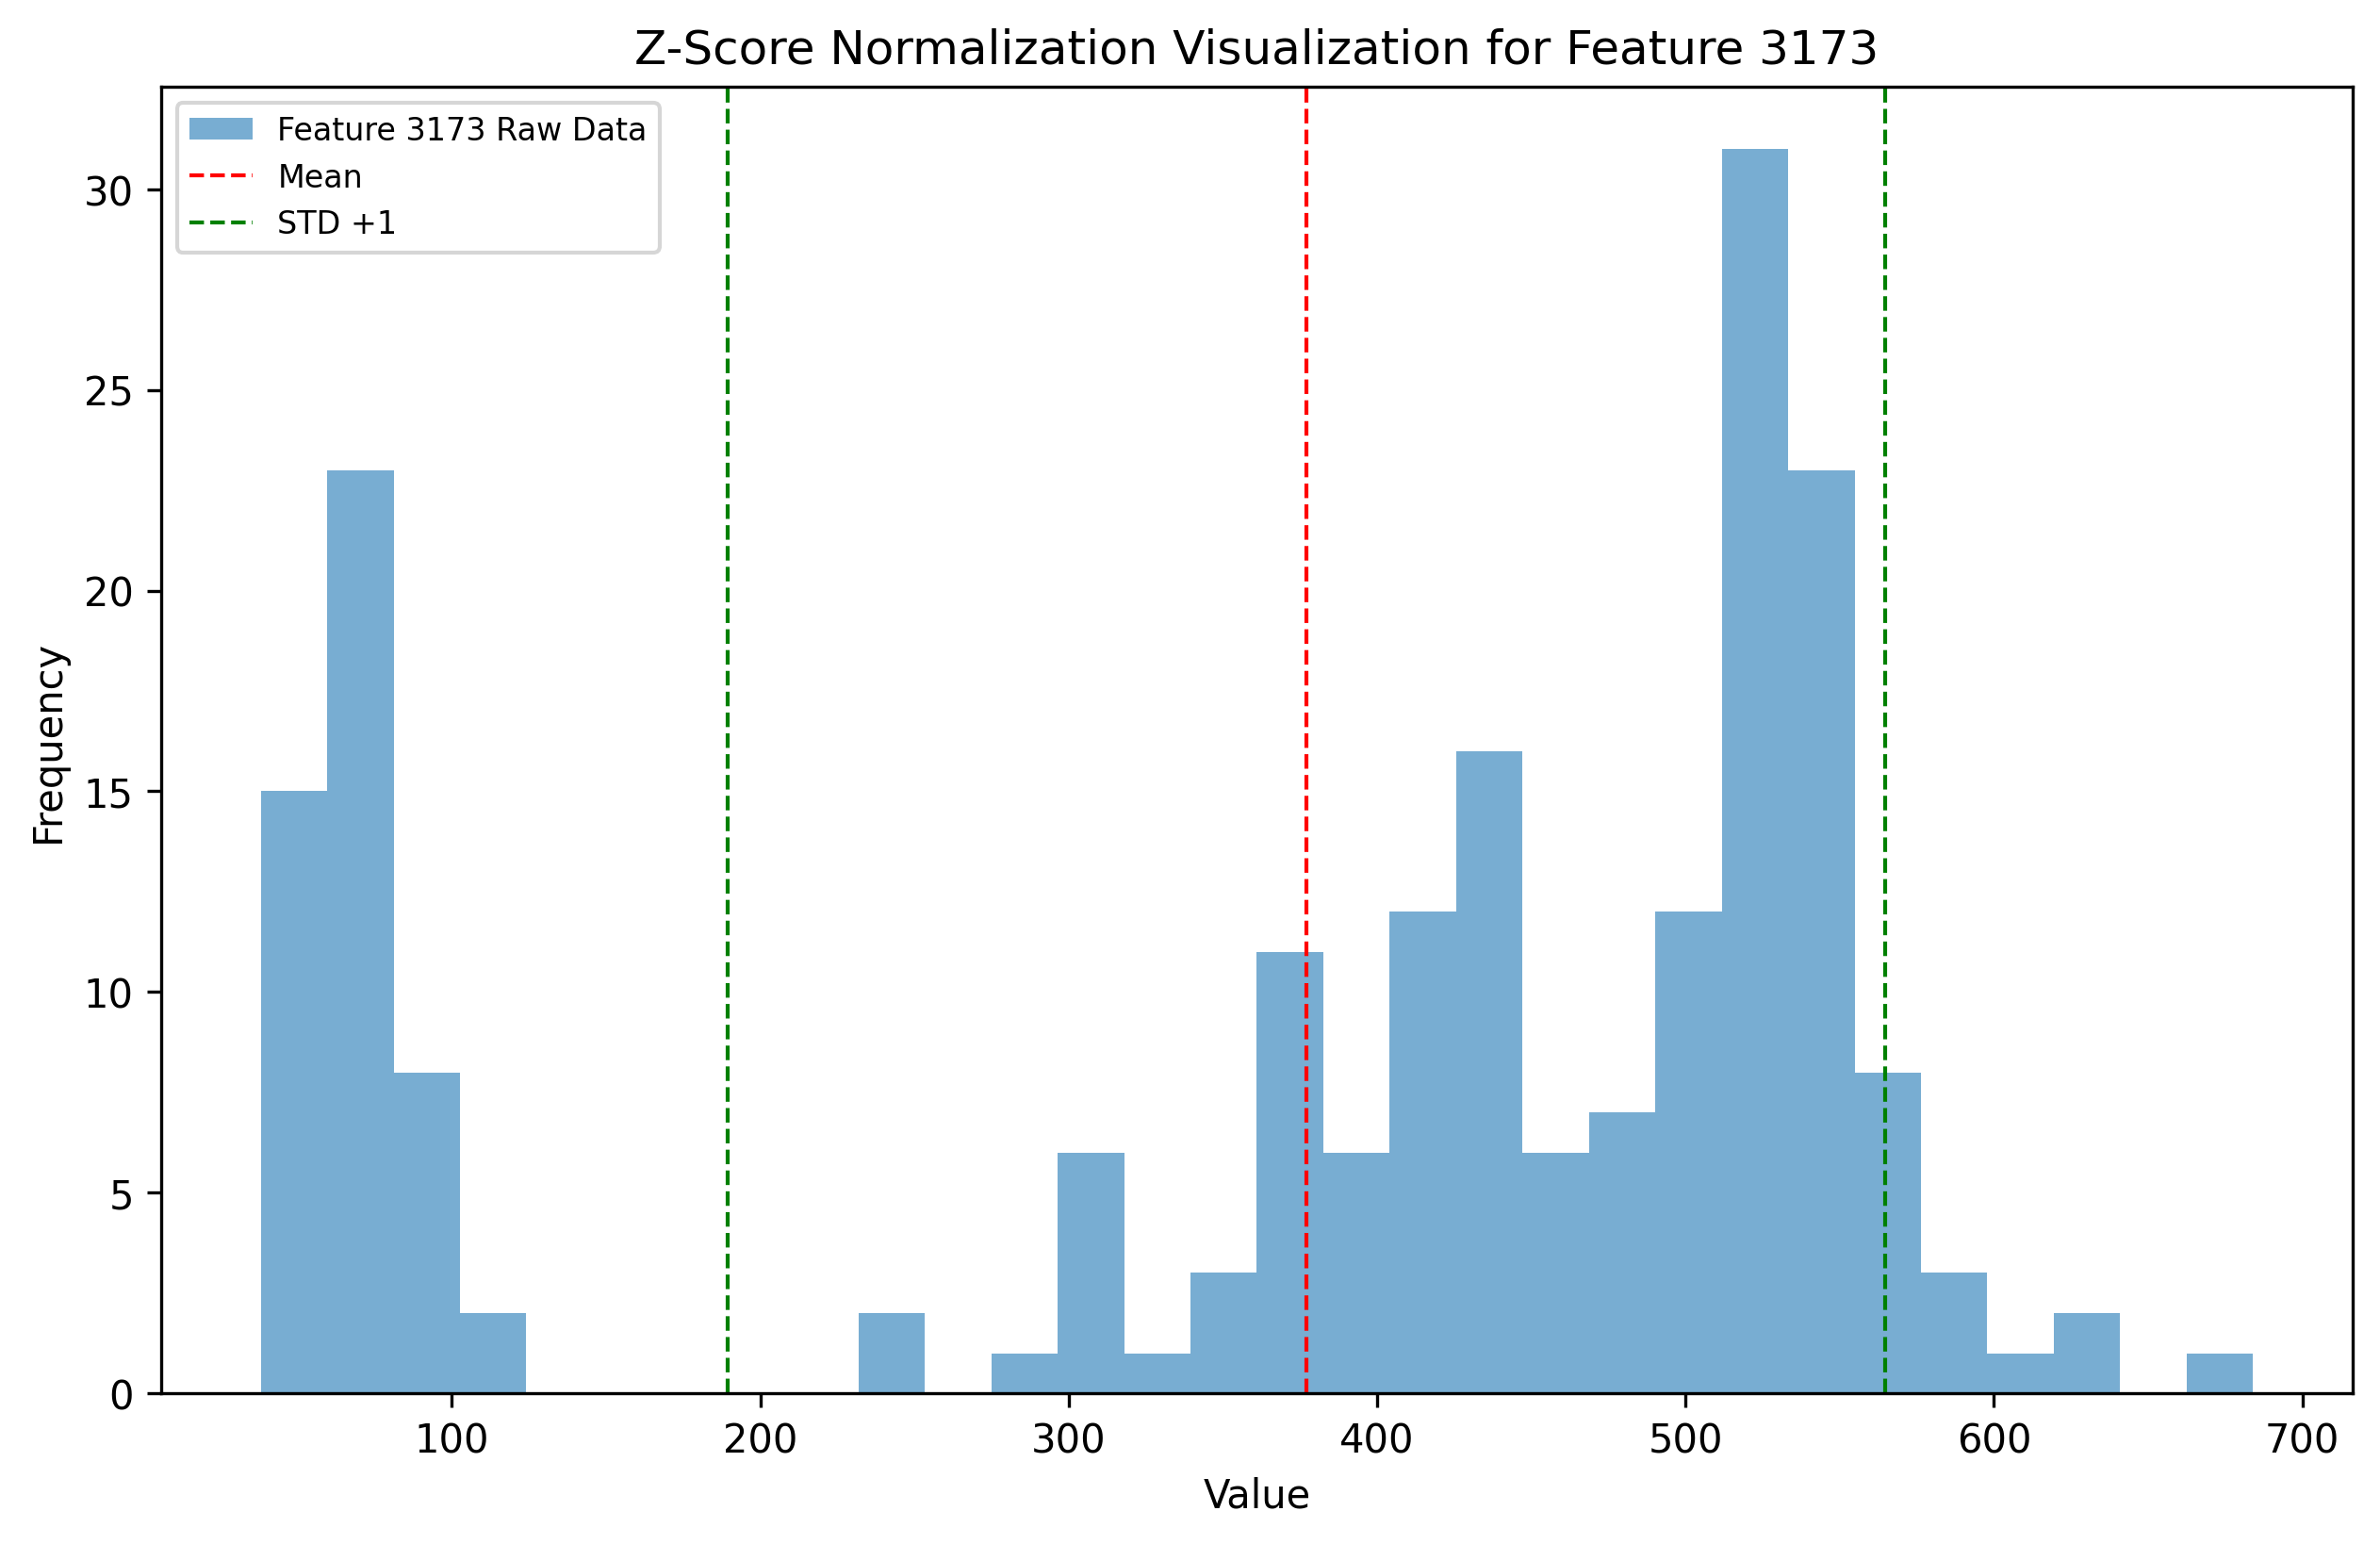 Z-Score Normalization Visualization for Feature 3173
Feature 3173 Raw Data
Mean
STD +1
30
25
20
15
10
5
0
Frequency
100 200 300 400 500 600 700
Value